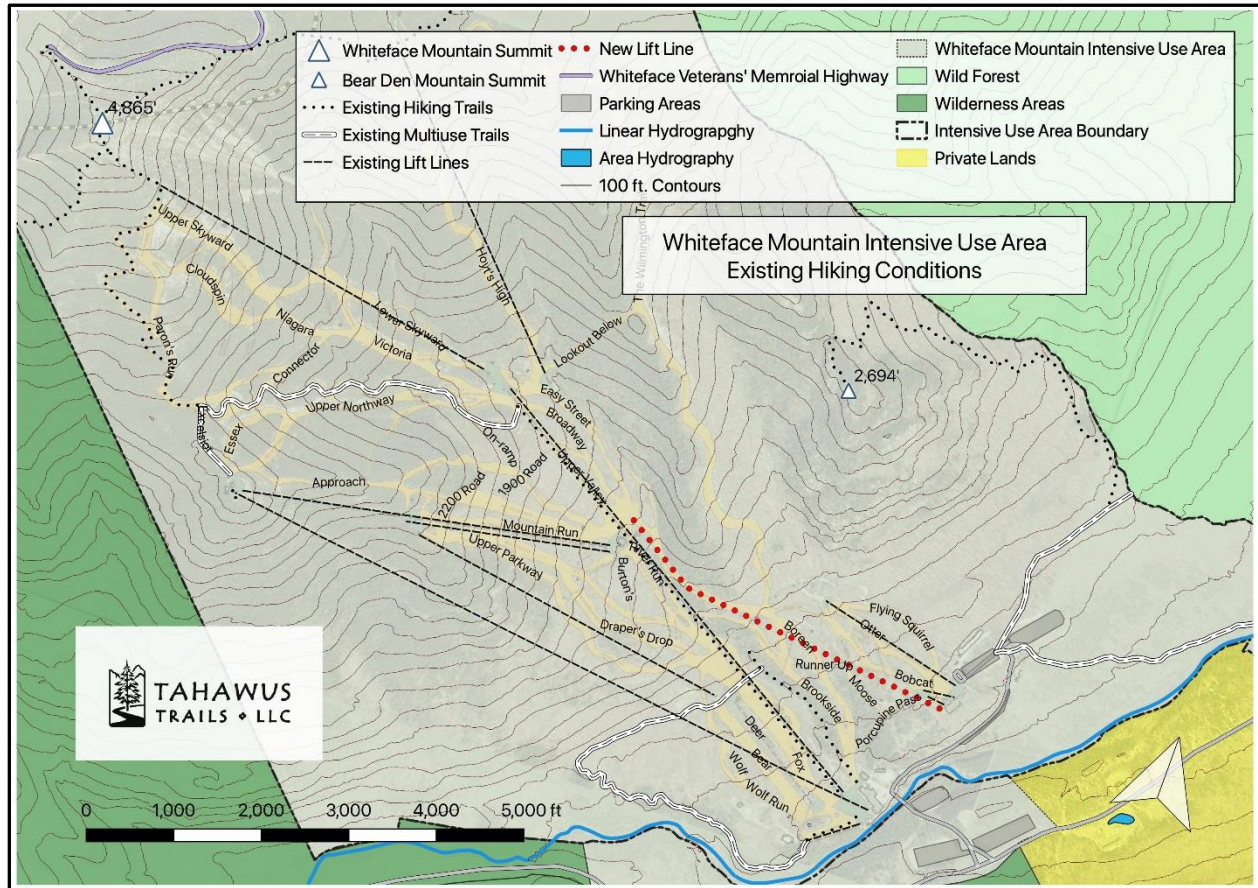 Whiteface Mountain Summit
Bear Den Mountain Summit
Existing Hiking Trails
Existing Multiuse Trails
Existing Lift Lines
New Lift Line
Whiteface Veterans' Memroial Highway
Parking Areas
Linear Hydrograpghy
Area Hydrography
100 ft. Contours
Whiteface Mountain Intensive Use Area
Wild Forest
Wilderness Areas
Intensive Use Area Boundary
Private Lands
Whiteface Mountain Intensive Use Area
Existing Hiking Conditions
4,865'
Upper Skyward
Cloudspin
Niagara
Victoria
Lower Skyward
Hoyt's High
The Wilmington Tr
Lookout Below
2,694'
Paron's Run
Connector
Upper Northway
Excelsior
Essex
On-ramp
Easy Street
Broadway
Upper Valley
Approach
2200 Road
1900 Road
Mountain Run
Upper Parkway
Burton's
River Run
Draper's Drop
Boreen
Runner Up
Brookside
Moose
Porcupine Pass
Flying Squirrel
Otter
Bobcat
Deer
Bear
Fox
Wolf
Wolf Run
TAHAWUS
TRAILS LLC
0 1,000 2,000 3,000 4,000 5,000 ft